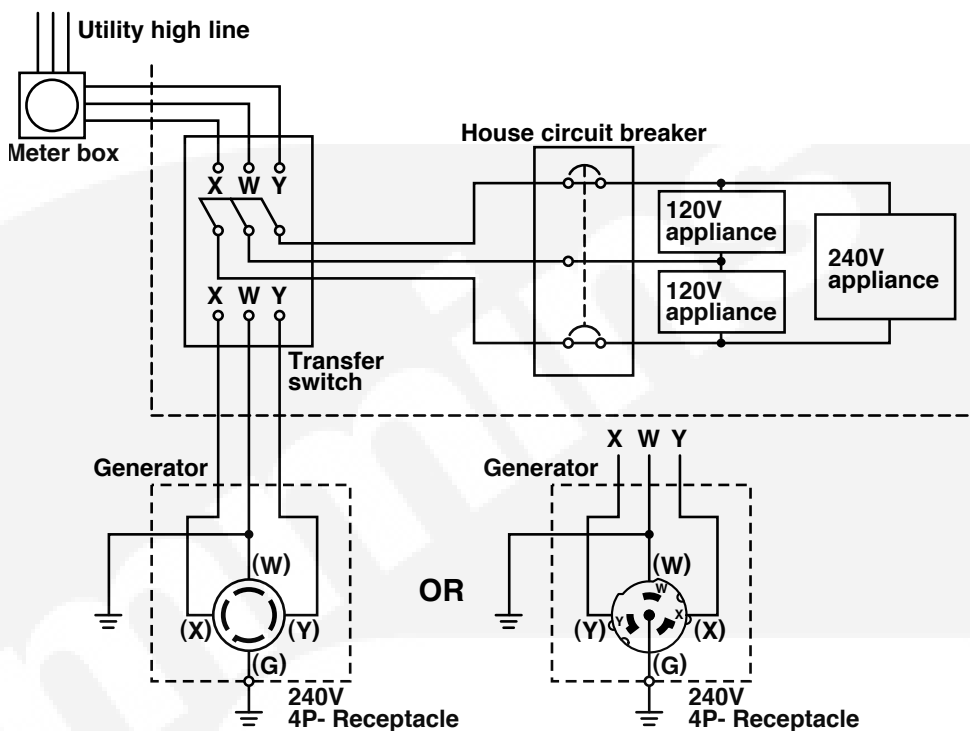 Utility high line
Meter box
House circuit breaker
X W Y
120V
appliance
240V
appliance
120V
appliance
X W Y
Transfer
switch
X W Y
Generator
Generator
(W)
(X)
(Y)
(G)
240V
4P- Receptacle
OR
(W)
W
X
Y
(Y)
(X)
(G)
240V
4P- Receptacle